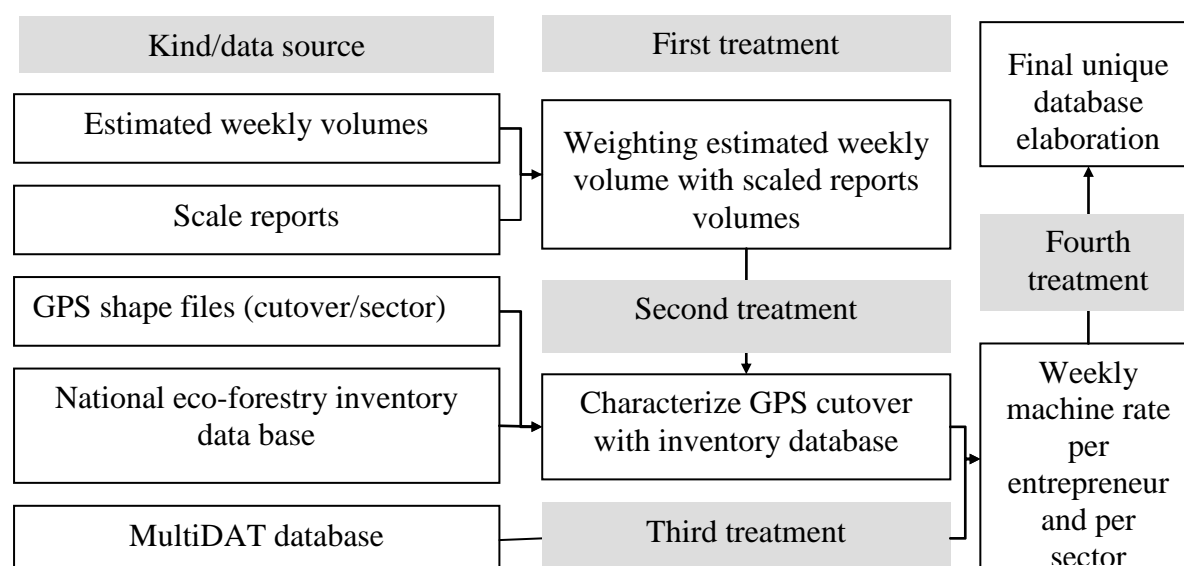 Kind/data source
Estimated weekly volumes
Scale reports
GPS shape files (cutover/sector)
National eco-forestry inventory
data base
MultiDAT database
First treatment
Weighting estimated weekly
volume with scaled reports
volumes
Second treatment
Characterize GPS cutover
with inventory database
Third treatment
Final unique
database
elaboration
Fourth
treatment
Weekly
machine rate
per
entrepreneur
and per
sector